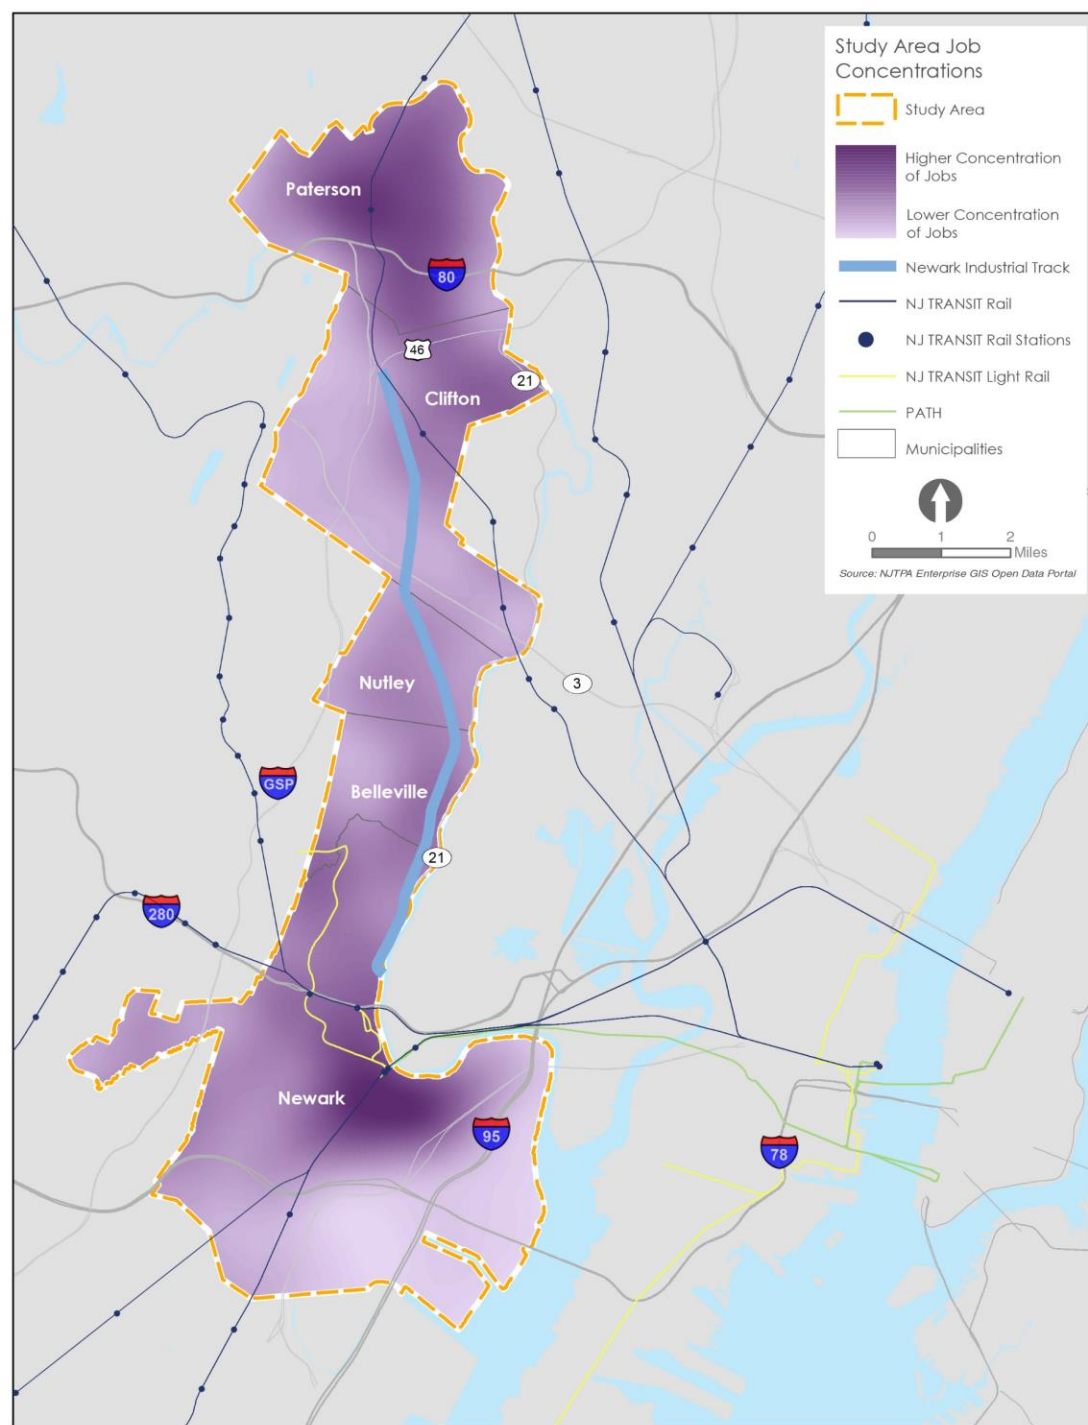 Study Area Job
Concentrations
Study Area
Higher Concentration
of Jobs
Lower Concentration
of Jobs
Newark Industrial Track
NJ TRANSIT Rail
NJ TRANSIT Rail Stations
NJ TRANSIT Light Rail
PATH
Municipalities
0 1 2
Miles
Source: NJTPA Enterprise GIS Open Data Portal
Paterson
80
46
21
Clifton
Nutley
3
GSP
Belleville
21
280
Newark
95
78